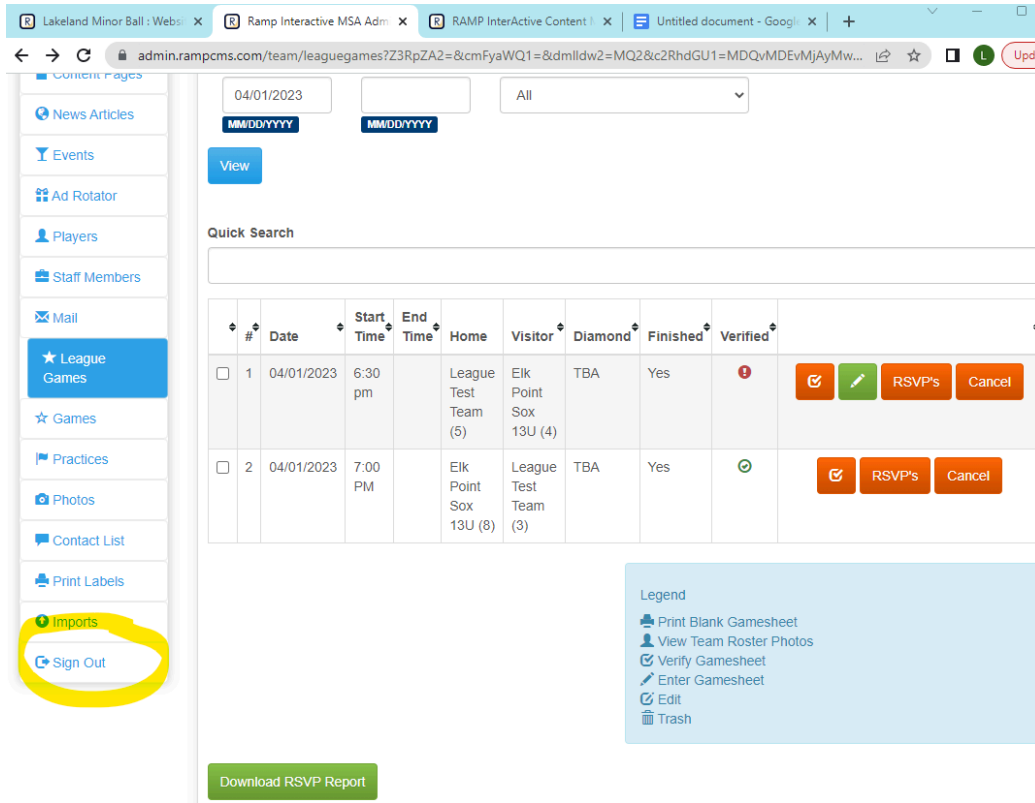 Lakeland Minor Ball : Websi
Ramp Interactive MSA Adm
RAMP InterActive Content
Untitled document - Googl
admin.rampcms.com/team/leaguegames?Z3RpZA2=&cmFyaWQ1=&dmlldw2=MQ2&c2RhdGU1=MDQvMDEvMjAyMw...
L
Upd
Content Pages
News Articles
Events
Ad Rotator
Players
Staff Members
Mail
League
Games
Games
Practices
Photos
Contact List
Print Labels
Imports
Sign Out
04/01/2023
All
MM/DD/YYYY
MM/DD/YYYY
View
Quick Search
# Date Start Time End Time Home Visitor Diamond Finished Verified
1 04/01/2023 6:30 League Elk TBA Yes RSVP's Cancel
pm Test Point
Team Sox
(5) 13U (4)
2 04/01/2023 7:00 Elk League TBA Yes RSVP's Cancel
PM Point Test
Sox Team
13U (8) (3)
Legend
Print Blank Gamesheet
View Team Roster Photos
Verify Gamesheet
Enter Gamesheet
Edit
Trash
Download RSVP Report